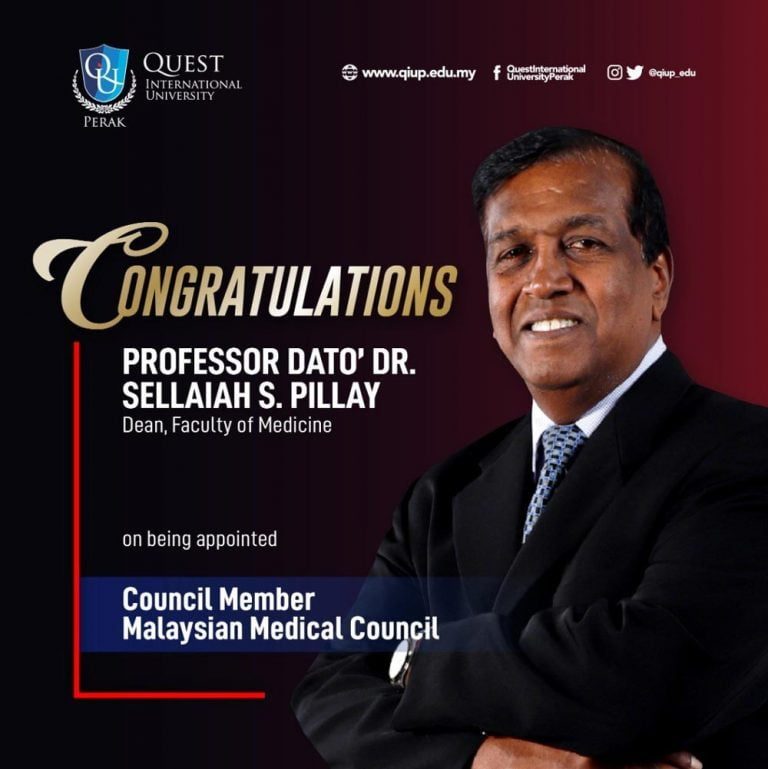 QU
QUEST
INTERNATIONAL
UNIVERSITY
PERAK
www.qiup.edu.my
QuestInternational
UniversityPerak
@qiup_edu
CONGRATULATIONS
PROFESSOR DATO' DR.
SELLAIAH S. PILLAY
Dean, Faculty of Medicine
on being appointed
Council Member
Malaysian Medical Council